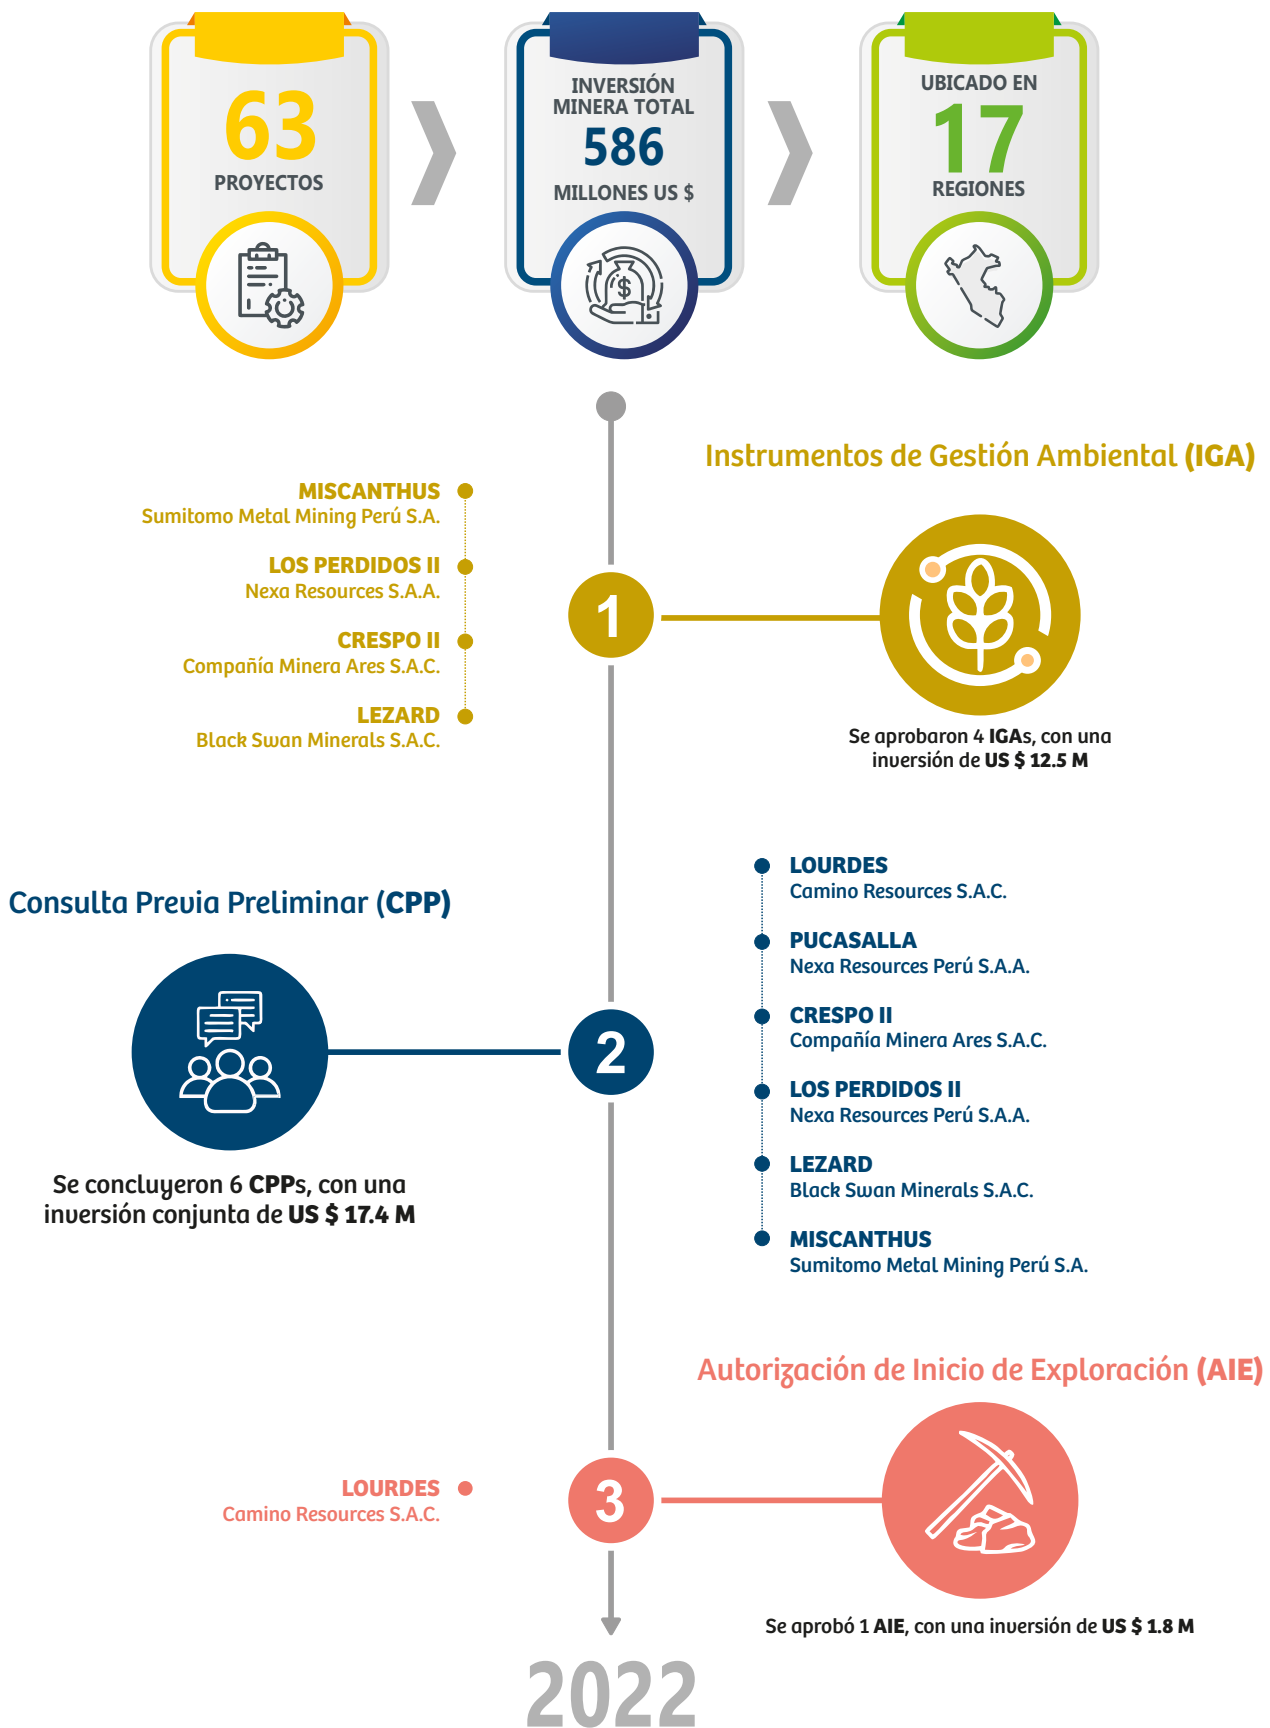 63
PROYECTOS
INVERSIÓN
MINERA TOTAL
586
MILLONES US $
UBICADO EN
17
REGIONES
$
Instrumentos de Gestión Ambiental (IGA)
MISCANTHUS
Sumitomo Metal Mining Perú S.A.
LOS PERDIDOS II
Nexa Resources S.A.A.
CRESPO II
Compañía Minera Ares S.A.C.
LEZARD
Black Swan Minerals S.A.C.
1
Se aprobaron 4 IGAs, con una
inversión de US $ 12.5 M
Consulta Previa Preliminar (CPP)
2
Se concluyeron 6 CPPs, con una
inversión conjunta de US $ 17.4 M
LOURDES
Camino Resources S.A.C.
PUCASALLA
Nexa Resources Perú S.A.A.
CRESPO II
Compañía Minera Ares S.A.C.
LOS PERDIDOS II
Nexa Resources Perú S.A.A.
LEZARD
Black Swan Minerals S.A.C.
MISCANTHUS
Sumitomo Metal Mining Perú S.A.
Autorización de Inicio de Exploración (AIE)
LOURDES
Camino Resources S.A.C.
3
Se aprobó 1 AIE, con una inversión de US $ 1.8 M
2022